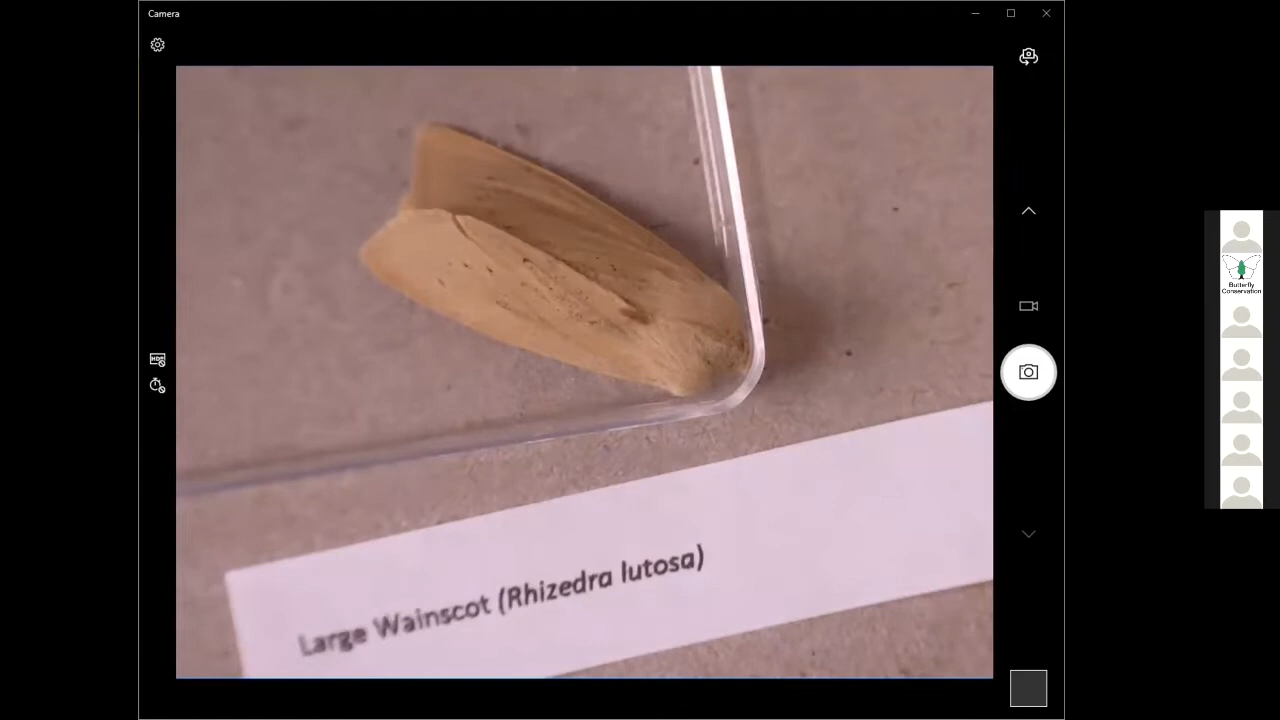 Camera
Butterfly
Conservation
Large Wainscot (Rhizedra lutosa)